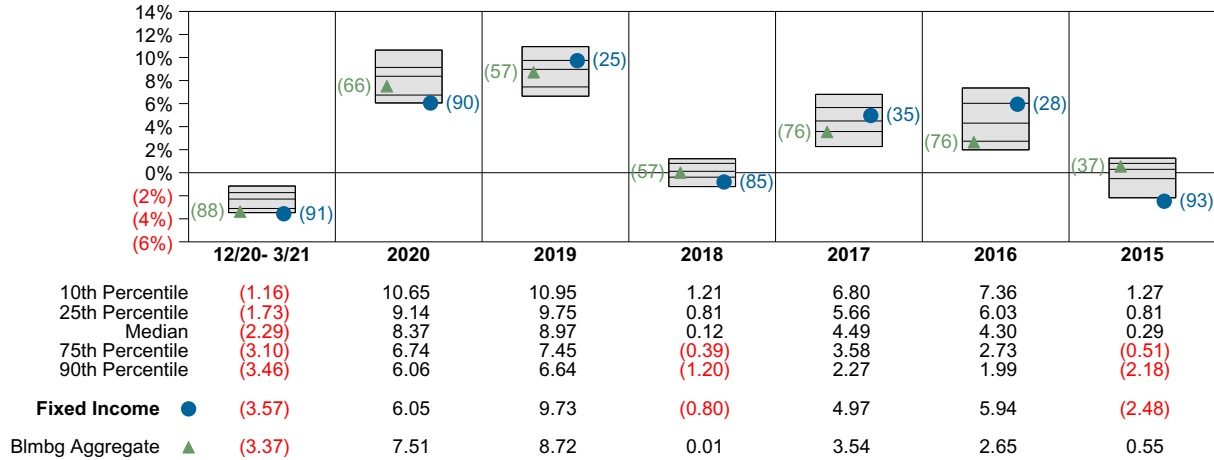 14%
12%
10%
8%
6%
4%
2%
0%
(2%)
(4%)
(6%)
(88) (91)
(66) (90)
(57) (25)
(57) (85)
(76) (35)
(76) (28)
(37) (93)
12/20- 3/21 2020 2019 2018 2017 2016 2015
10th Percentile (1.16) 10.65 10.95 1.21 6.80 7.36 1.27
25th Percentile (1.73) 9.14 9.75 0.81 5.66 6.03 0.81
Median (2.29) 8.37 8.97 0.12 4.49 4.30 0.29
75th Percentile (3.10) 6.74 7.45 (0.39) 3.58 2.73 (0.51)
90th Percentile (3.46) 6.06 6.64 (1.20) 2.27 1.99 (2.18)
Fixed Income (3.57) 6.05 9.73 (0.80) 4.97 5.94 (2.48)
Blmbg Aggregate (3.37) 7.51 8.72 0.01 3.54 2.65 0.55